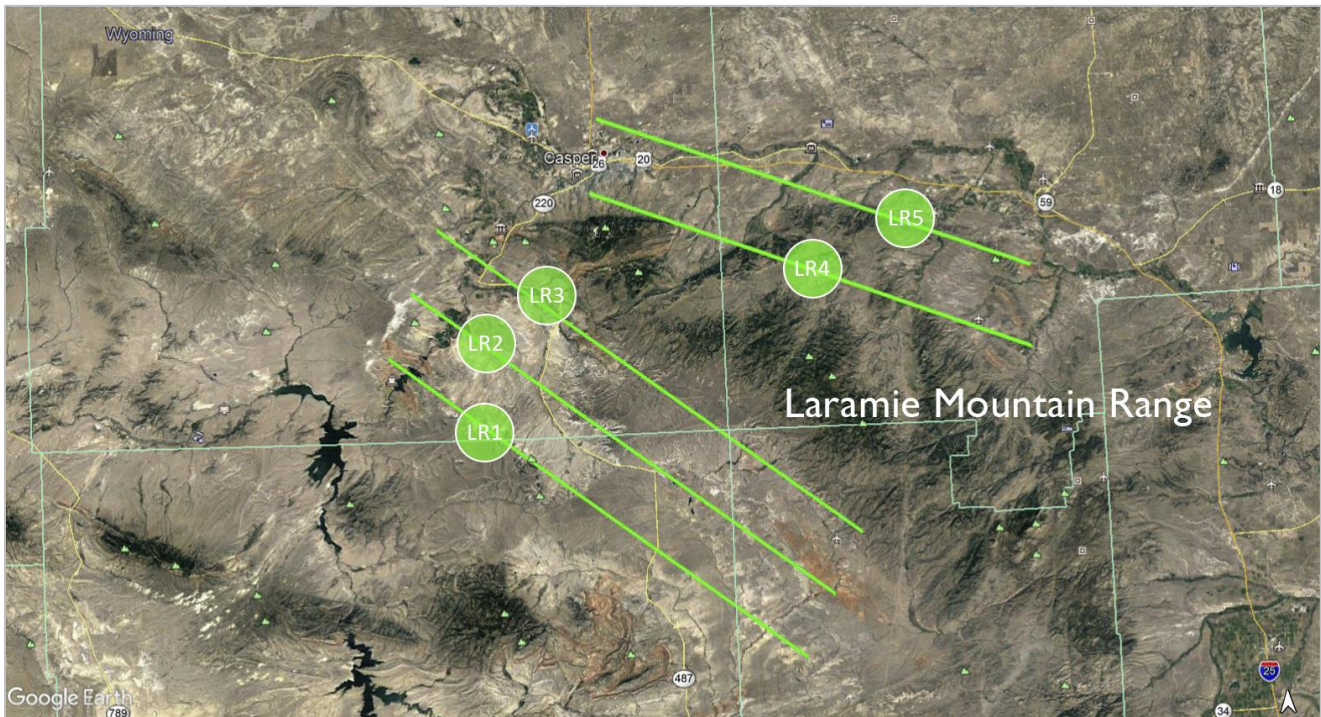 Wyoming
Casper
26
20
220
LR5
59
18
LR4
LR3
LR2
Laramie Mountain Range
LR1
487
25
Google Earth
789
34